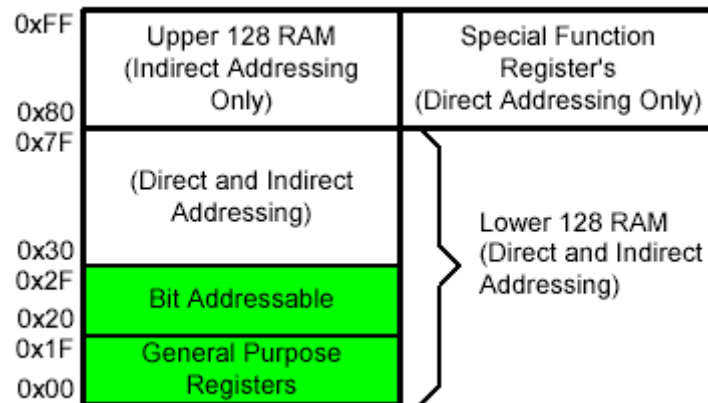 0xFF
Upper 128 RAM
(Indirect Addressing
Only)
Special Function
Register's
(Direct Addressing Only)
0x80
0x7F
(Direct and Indirect
Addressing)
Lower 128 RAM
(Direct and Indirect
Addressing)
0x30
0x2F
Bit Addressable
0x20
0x1F
General Purpose
Registers
0x00